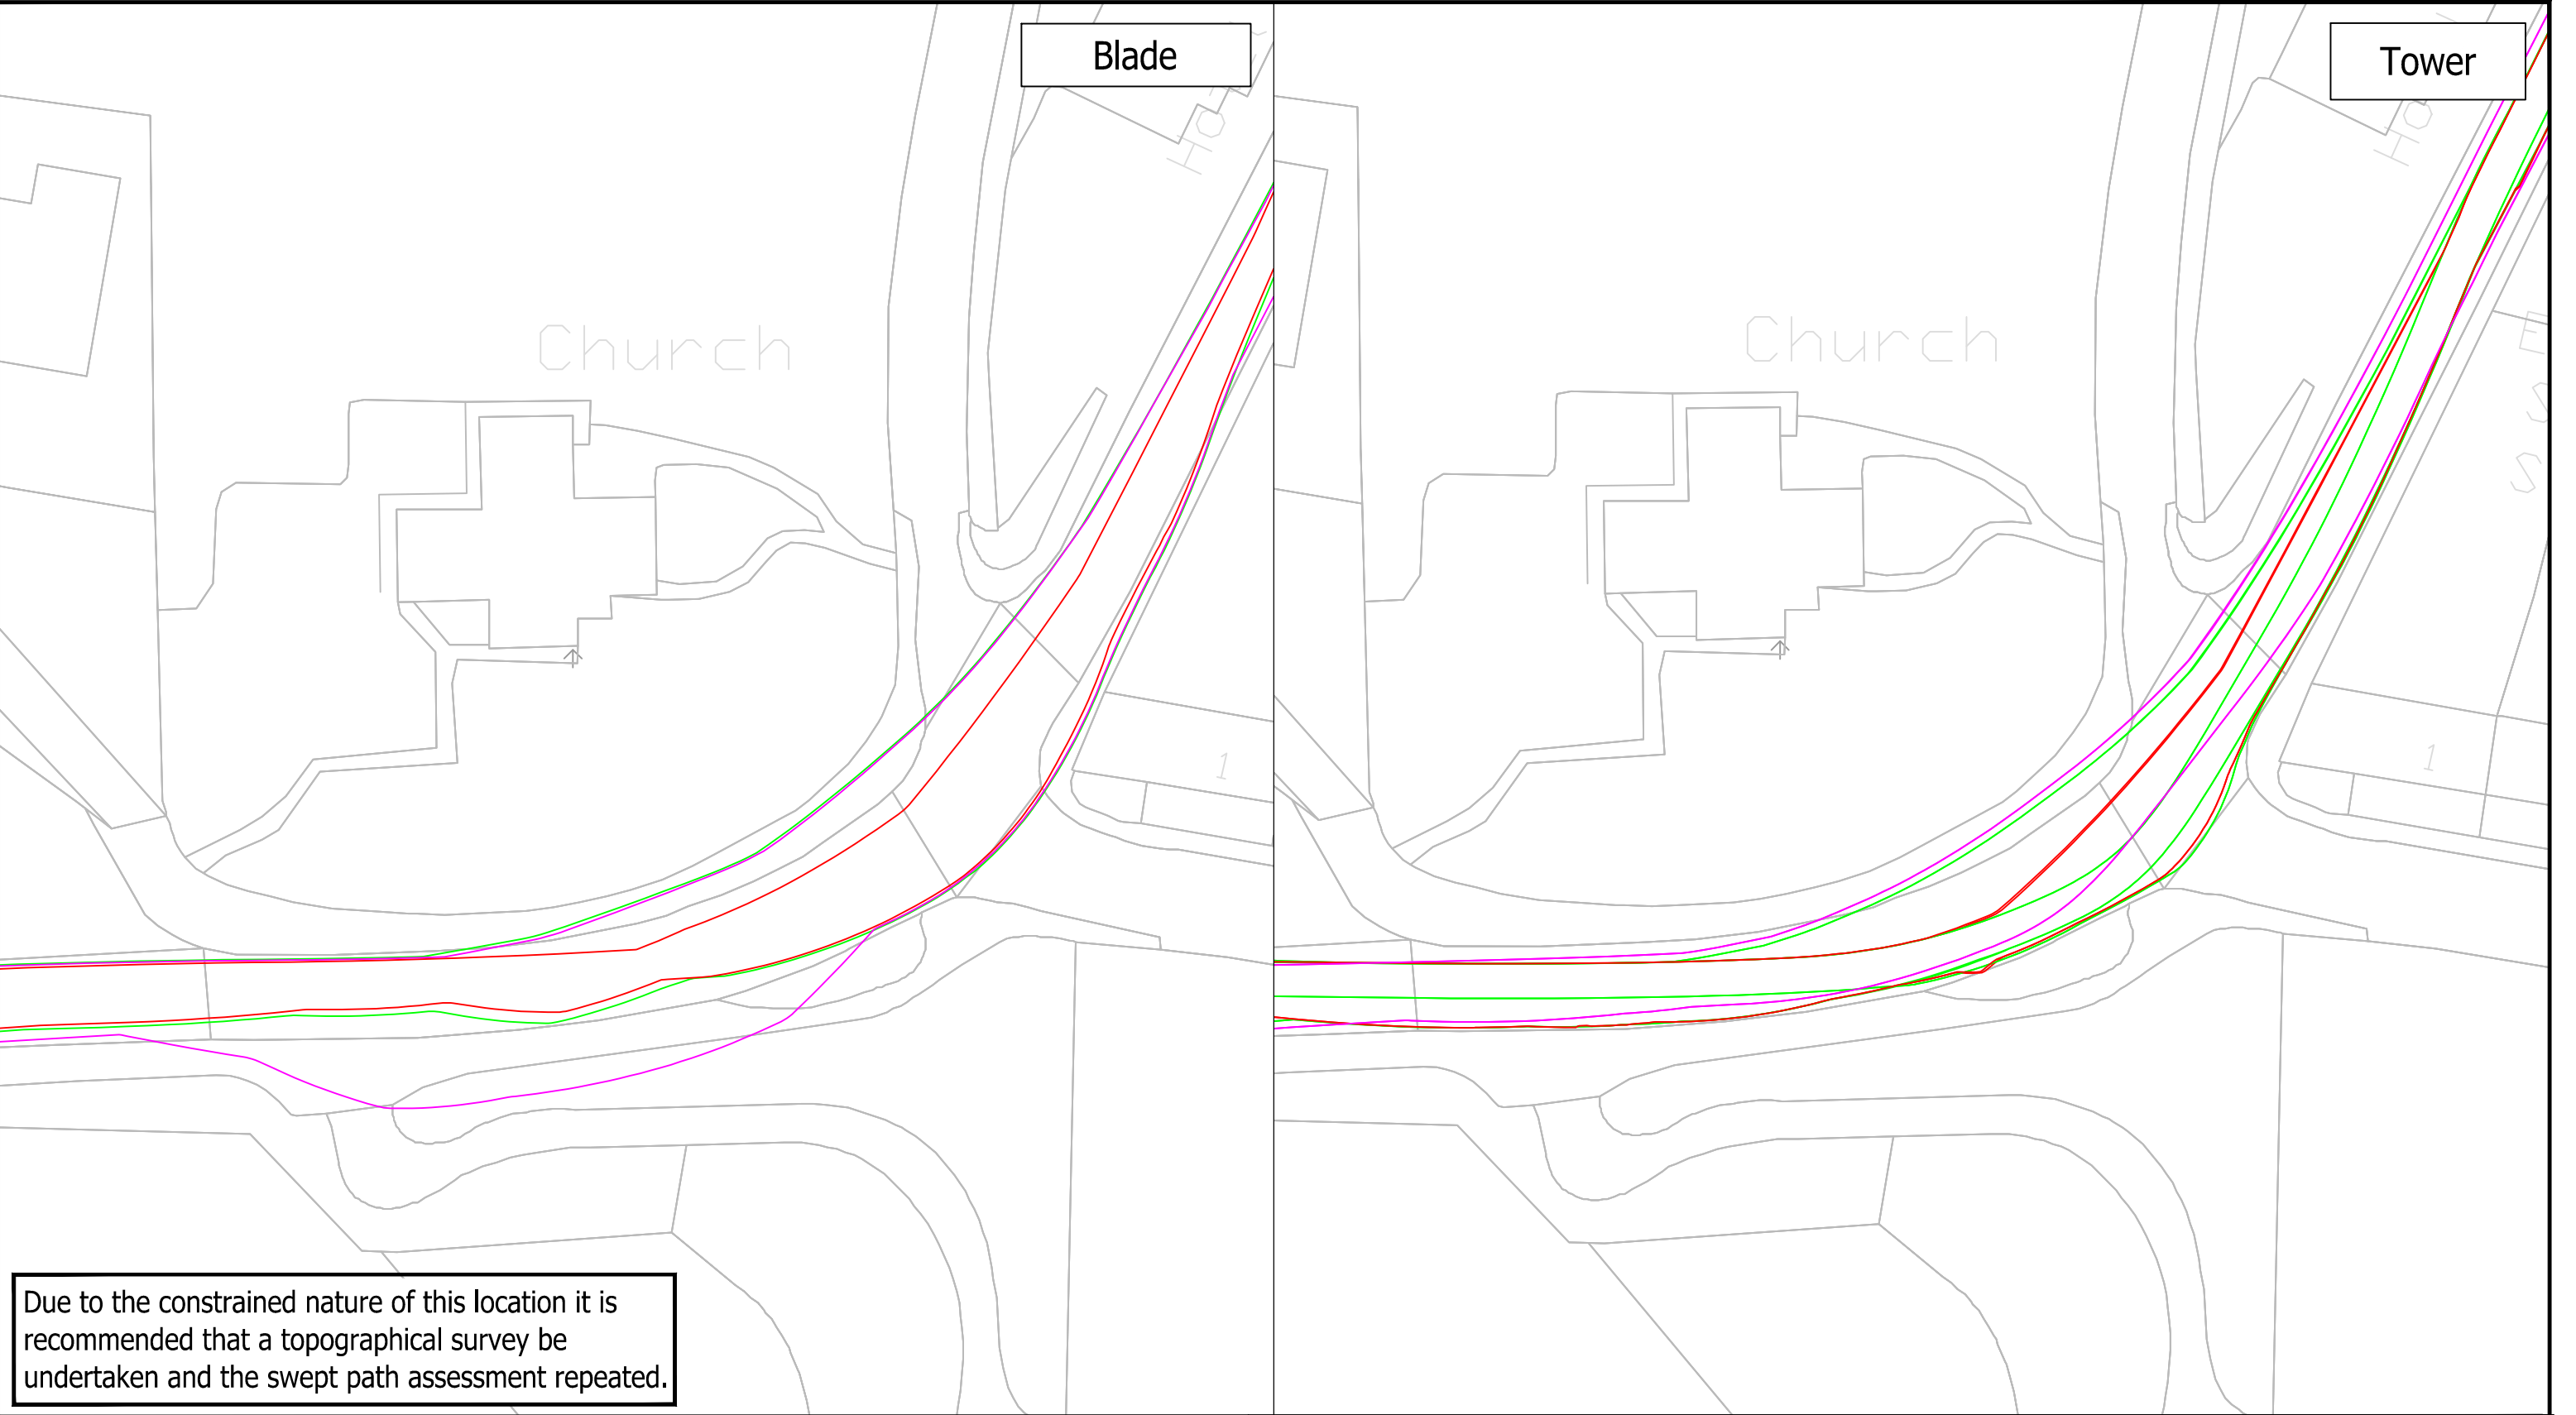 Blade
Tower
Church
Church
1
1
Due to the constrained nature of this location it is
recommended that a topographical survey be
undertaken and the swept path assessment repeated.